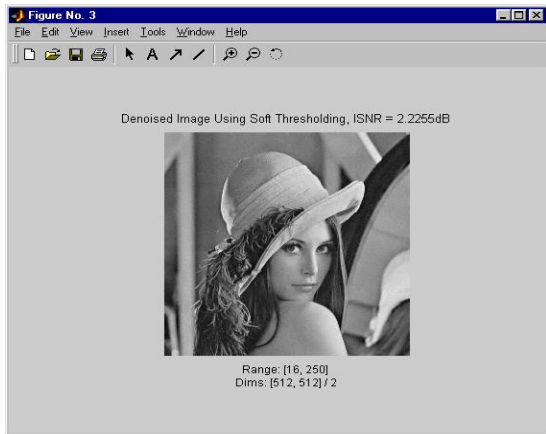 Figure No. 3
File Edit View Insert Tools Window Help
A
Denoised Image Using Soft Thresholding, ISNR = 2.2255dB
Range: [16, 250]
Dims: [512, 512] / 2